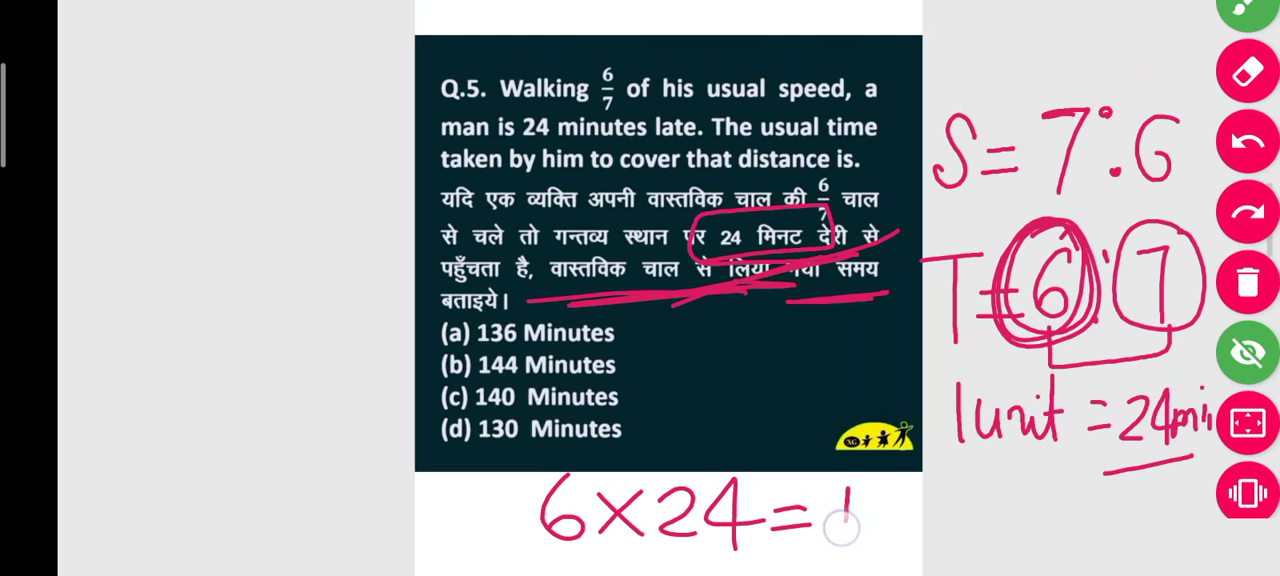 Q.5. Walking 6/7 of his usual speed, a
man is 24 minutes late. The usual time
taken by him to cover that distance is.
यदि एक व्यक्ति अपनी वास्तविक चाल की 6/7 चाल
से चले तो गन्तव्य स्थान पर 24 मिनट देरी से
पहुँचता है, वास्तविक चाल से लिया गया समय
बताइये।
(a) 136 Minutes
(b) 144 Minutes
(c) 140 Minutes
(d) 130 Minutes
XG
S = 7:6
T = 6:7
1 unit = 24 min
6×24=1